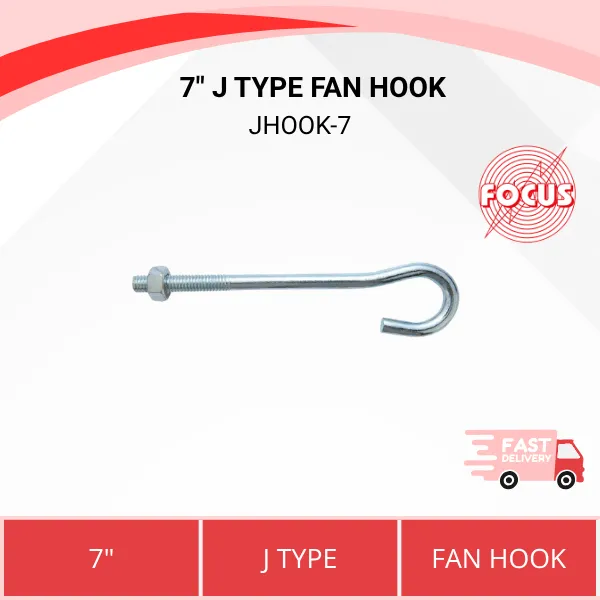 7" J TYPE FAN HOOK
JHOOK-7
FOCUS
FAST
DELIVERY
7"
J TYPE
FAN HOOK